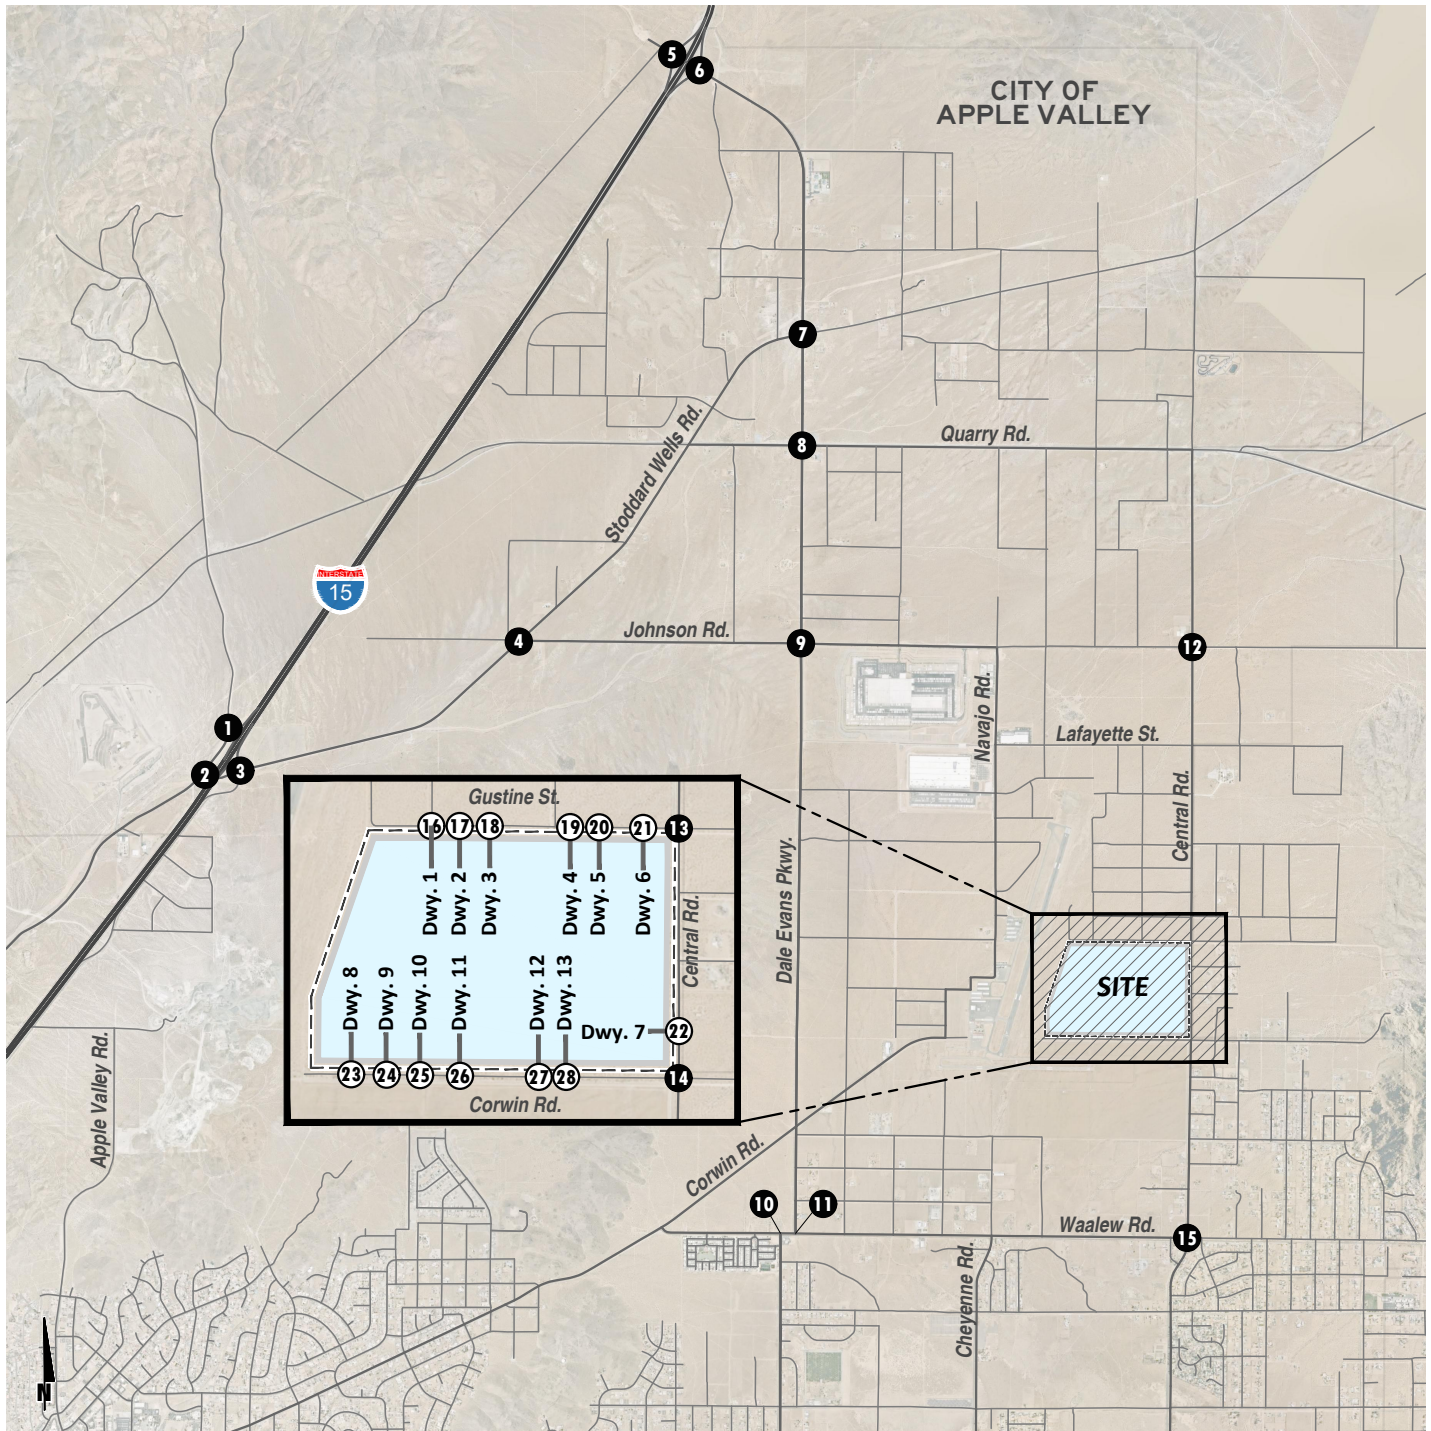 5
6
CITY OF
APPLE VALLEY
7
Quarry Rd.
8
Stoddard Wells Rd.
INTERSTATE
15
Johnson Rd.
4
9
12
Navajo Rd.
1
Lafayette St.
2
3
Central Rd.
Gustine St.
16
17
18
19
20
21
13
Dwy. 1
Dwy. 2
Dwy. 3
Dwy. 4
Dwy. 5
Dwy. 6
Central Rd.
Dale Evans Pkwy.
Dwy. 8
Dwy. 9
Dwy. 10
Dwy. 11
Dwy. 12
Dwy. 13
Dwy. 7
22
SITE
23
24
25
26
27
28
14
Corwin Rd.
Apple Valley Rd.
Corwin Rd.
10
11
Waalew Rd.
15
Cheyenne Rd.
N